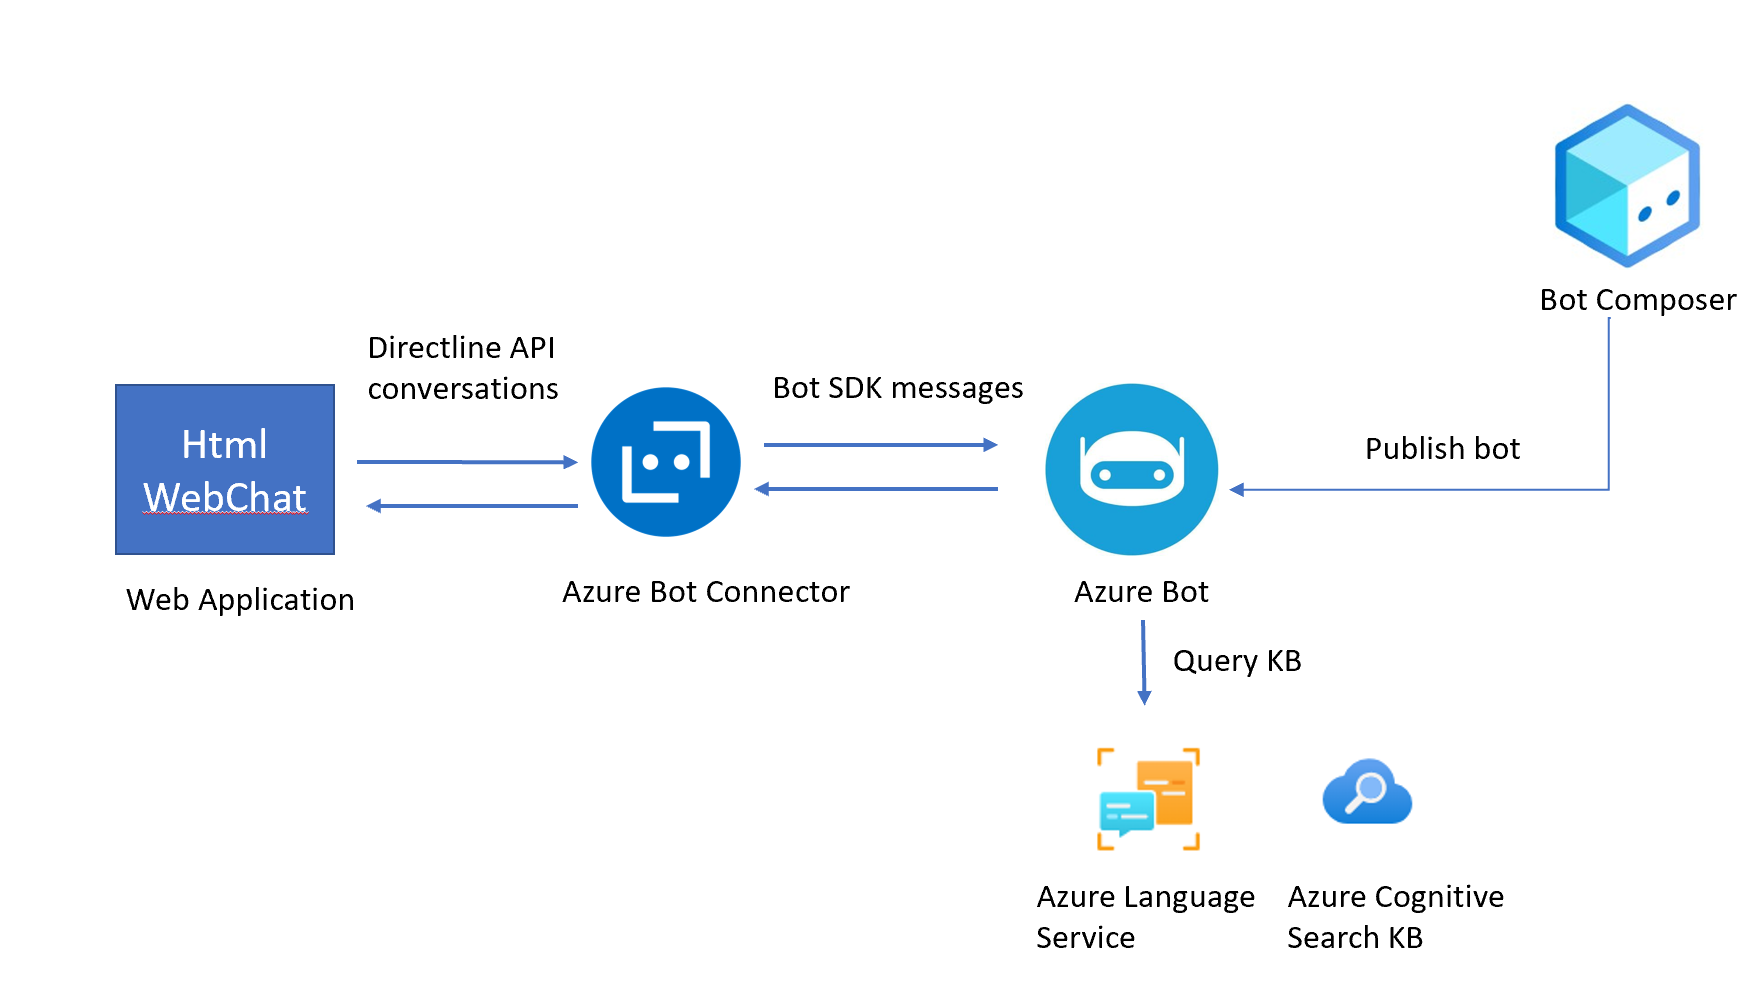 Bot Composer
Directline API
conversations
Bot SDK messages
Html
WebChat
Publish bot
Web Application
Azure Bot Connector
Azure Bot
Query KB
Azure Language
Service
Azure Cognitive
Search KB